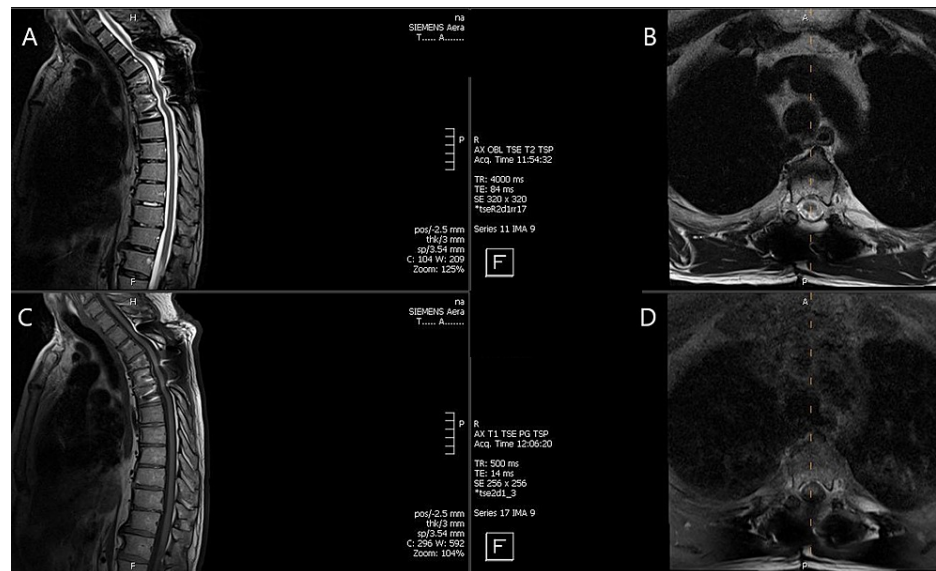 A
H
na
SIEMENS Aera
T..... A.......
P
pos/-2.5 mm
thk/3 mm
sp/3.54 mm
C: 104 W: 209
Zoom: 125%
F
R
AX OBL TSE T2 TSP
Acq. Time 11:54:32
TR: 4000 ms
TE: 84 ms
SE 320 x 320
*tseR2d1rr17
Series 11 IMA 9
F
B
A
P
C
H
na
SIEMENS Aera
T..... A.......
P
pos/-2.5 mm
thk/3 mm
sp/3.54 mm
C: 296 W: 592
Zoom: 104%
F
R
AX T1 TSE PG TSP
Acq. Time 12:06:20
TR: 500 ms
TE: 14 ms
SE 256 x 256
*tse2d1_3
Series 17 IMA 9
F
D
A
P